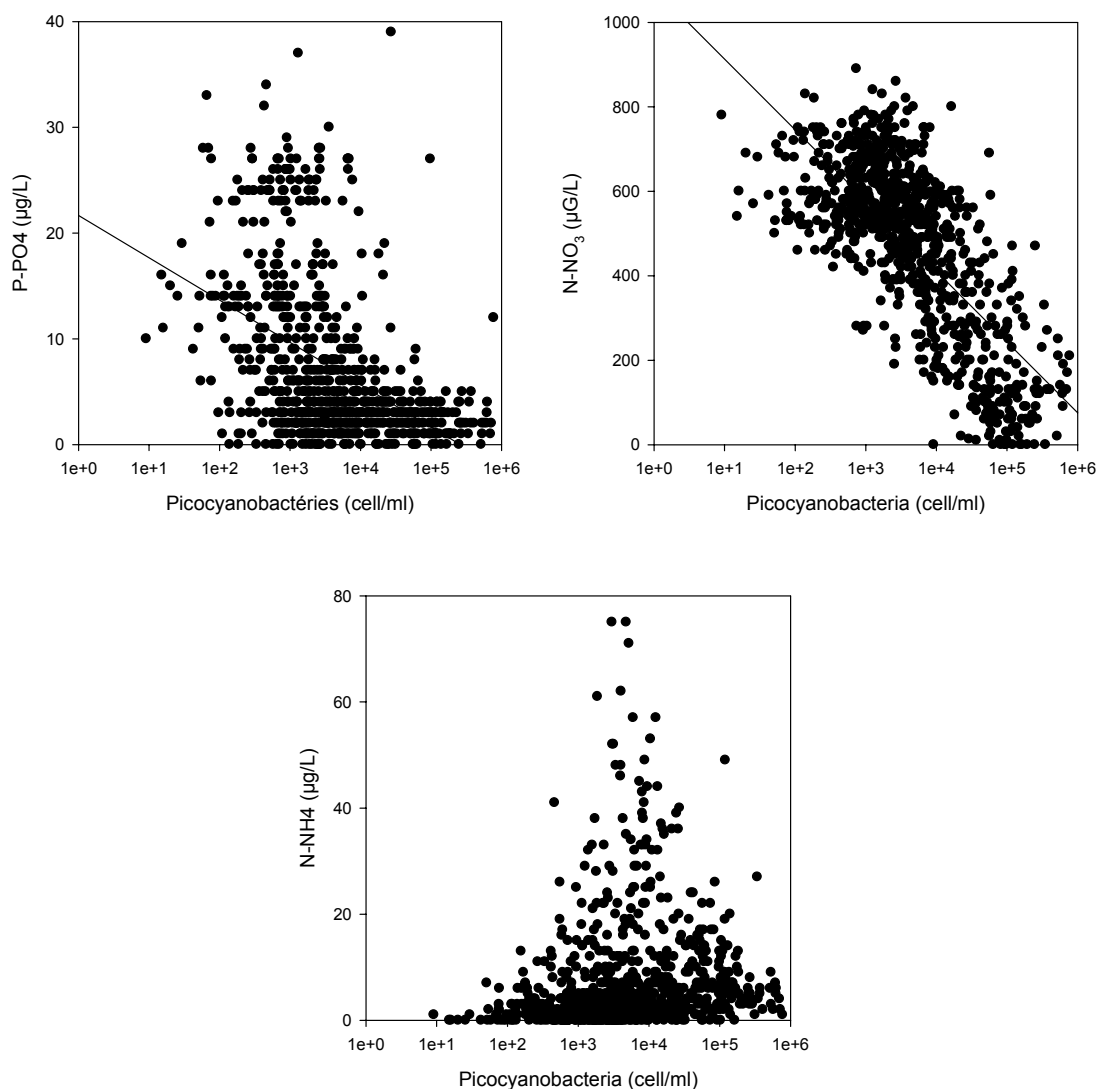 P-PO4 (µg/L)
40
30
20
10
0
1e+0 1e+1 1e+2 1e+3 1e+4 1e+5 1e+6
Picocyanobactéries (cell/ml)
N-NO3 (µG/L)
1000
800
600
400
200
0
1e+0 1e+1 1e+2 1e+3 1e+4 1e+5 1e+6
Picocyanobacteria (cell/ml)
N-NH4 (µg/L)
80
60
40
20
0
1e+0 1e+1 1e+2 1e+3 1e+4 1e+5 1e+6
Picocyanobacteria (cell/ml)